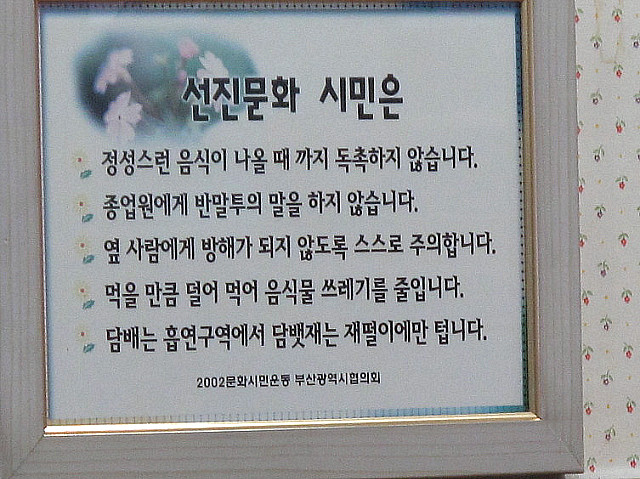 선진문화 시민은
정성스런 음식이 나올 때 까지 독촉하지 않습니다.
종업원에게 반말투의 말을 하지 않습니다.
옆 사람에게 방해가 되지 않도록 스스로 주의합니다.
먹을 만큼 덜어 먹어 음식물 쓰레기를 줄입니다.
담배는 흡연구역에서 담뱃재는 재떨이에만 텁니다.
2002문화시민운동 부산광역시협의회